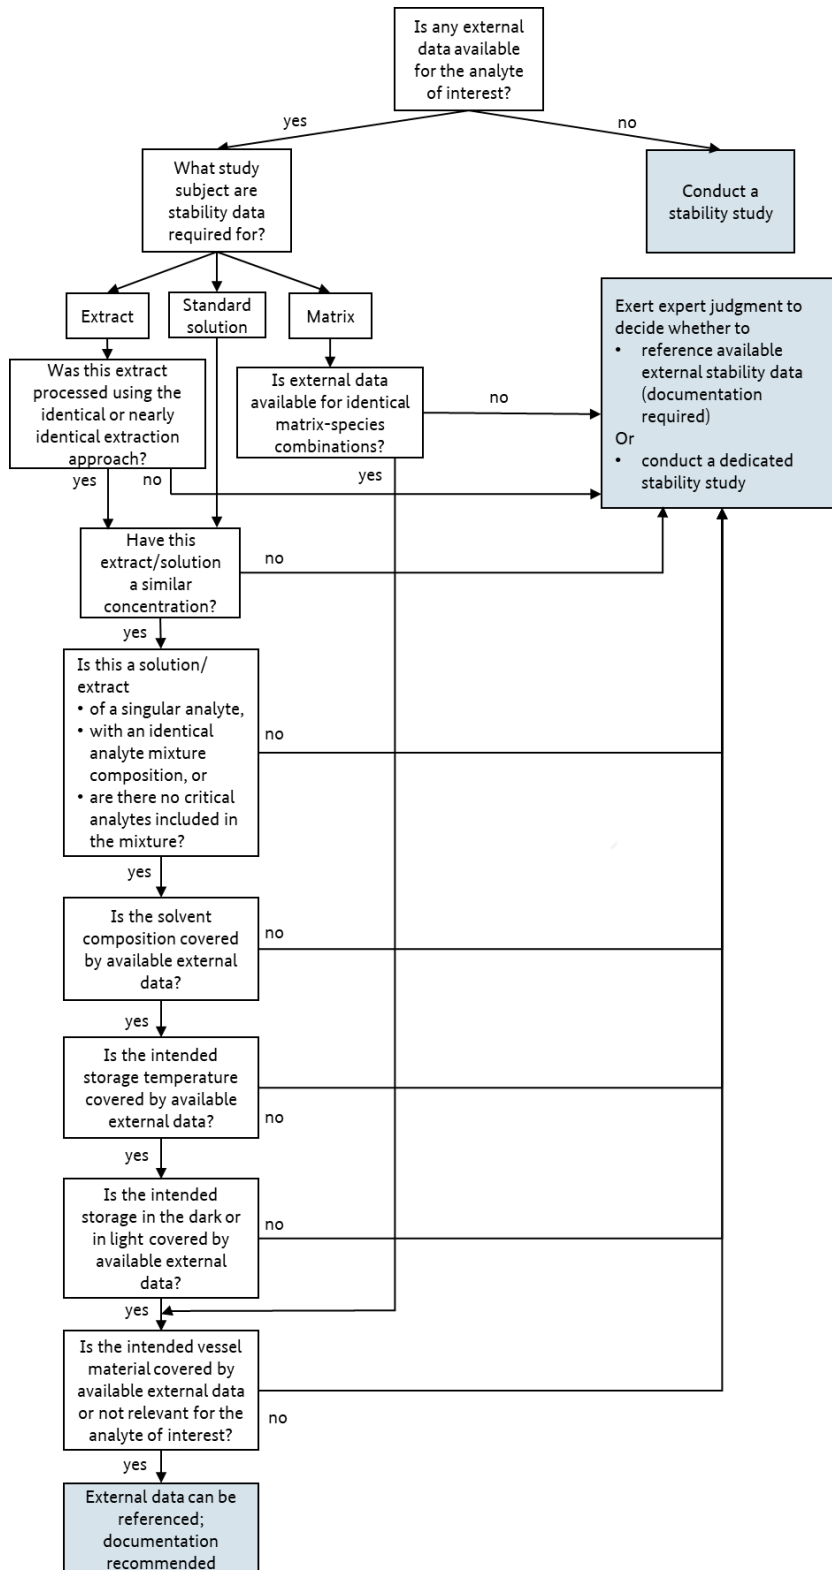 Is any external
data available
for the analyte
of interest?
yes
no
What study
subject are
stability data
required for?
Conduct a
stability study
Extract
Standard
solution
Matrix
Exert expert judgment to
decide whether to
• reference available
external stability data
(documentation
required)
Or
• conduct a dedicated
stability study
Was this extract
processed using the
identical or nearly
identical extraction
approach?
Is external data
available for identical
matrix-species
combinations?
no
yes
no
yes
Have this
extract/solution
a similar
concentration?
no
yes
Is this a solution/
extract
• of a singular analyte,
• with an identical
analyte mixture
composition, or
• are there no critical
analytes included in
the mixture?
no
yes
Is the solvent
composition covered
by available external
data?
no
yes
Is the intended
storage temperature
covered by available
external data?
no
yes
Is the intended
storage in the dark or
in light covered by
available external
data?
no
yes
Is the intended vessel
material covered by
available external data
or not relevant for the
analyte of interest?
no
yes
External data can be
referenced;
documentation
recommended